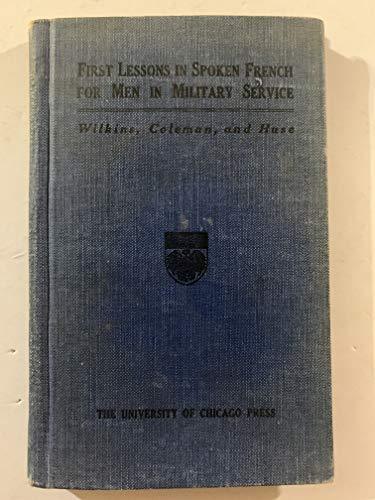 FIRST LESSONS IN SPOKEN FRENCH
FOR MEN IN MILITARY SERVICE
Wilkins, Coleman, and Huse
THE UNIVERSITY OF CHICAGO PRESS